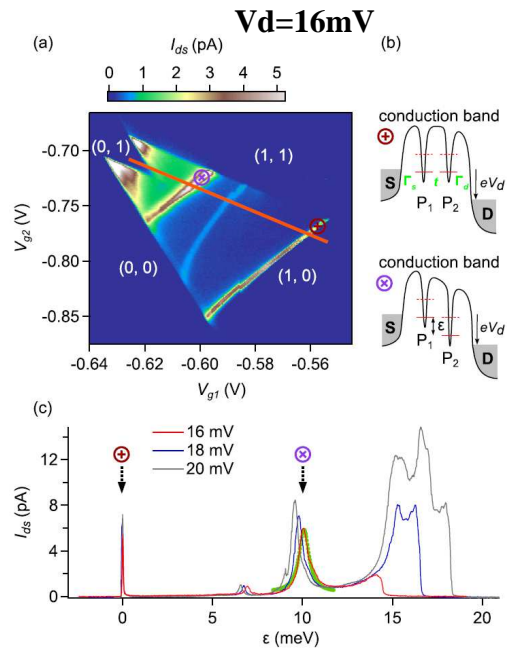 Vd=16mV
(a)
I_ds (pA)
0 1 2 3 4 5
(b)
conduction band
S Γ_s t Γ_d eV_d
P_1 P_2 D
conduction band
S ε eV_d
P_1 P_2 D
-0.70
-0.75
-0.80
-0.85
V_g2 (V)
(0, 1)
(1, 1)
(0, 0)
(1, 0)
-0.64 -0.62 -0.60 -0.58 -0.56
V_g1 (V)
(c)
16 mV
18 mV
20 mV
12
8
4
0
I_ds (pA)
0 5 10 15 20
ε (meV)